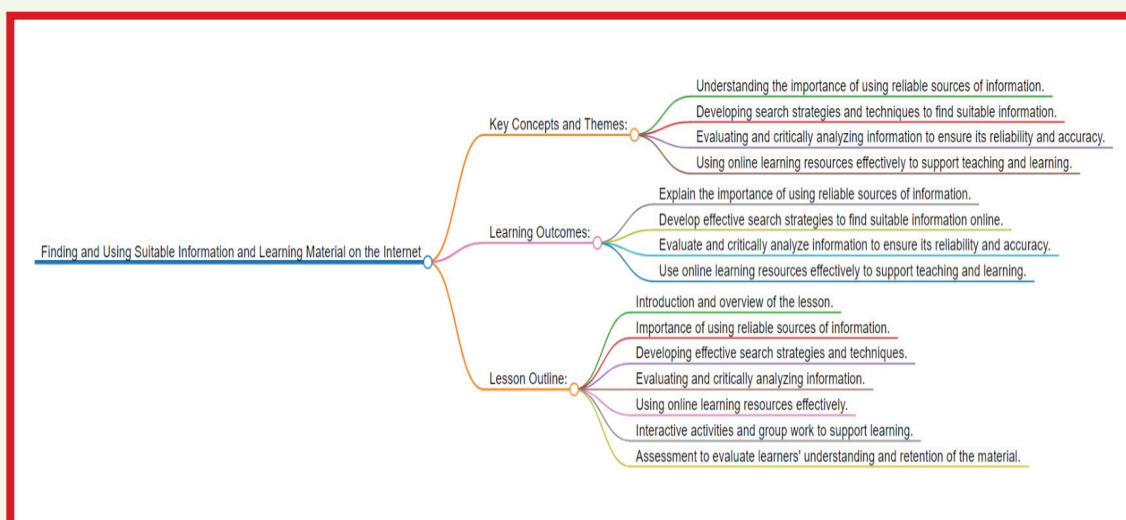 Finding and Using Suitable Information and Learning Material on the Internet
Key Concepts and Themes:
Understanding the importance of using reliable sources of information.
Developing search strategies and techniques to find suitable information.
Evaluating and critically analyzing information to ensure its reliability and accuracy.
Using online learning resources effectively to support teaching and learning.
Learning Outcomes:
Explain the importance of using reliable sources of information.
Develop effective search strategies to find suitable information online.
Evaluate and critically analyze information to ensure its reliability and accuracy.
Use online learning resources effectively to support teaching and learning.
Lesson Outline:
Introduction and overview of the lesson.
Importance of using reliable sources of information.
Developing effective search strategies and techniques.
Evaluating and critically analyzing information.
Using online learning resources effectively.
Interactive activities and group work to support learning.
Assessment to evaluate learners' understanding and retention of the material.